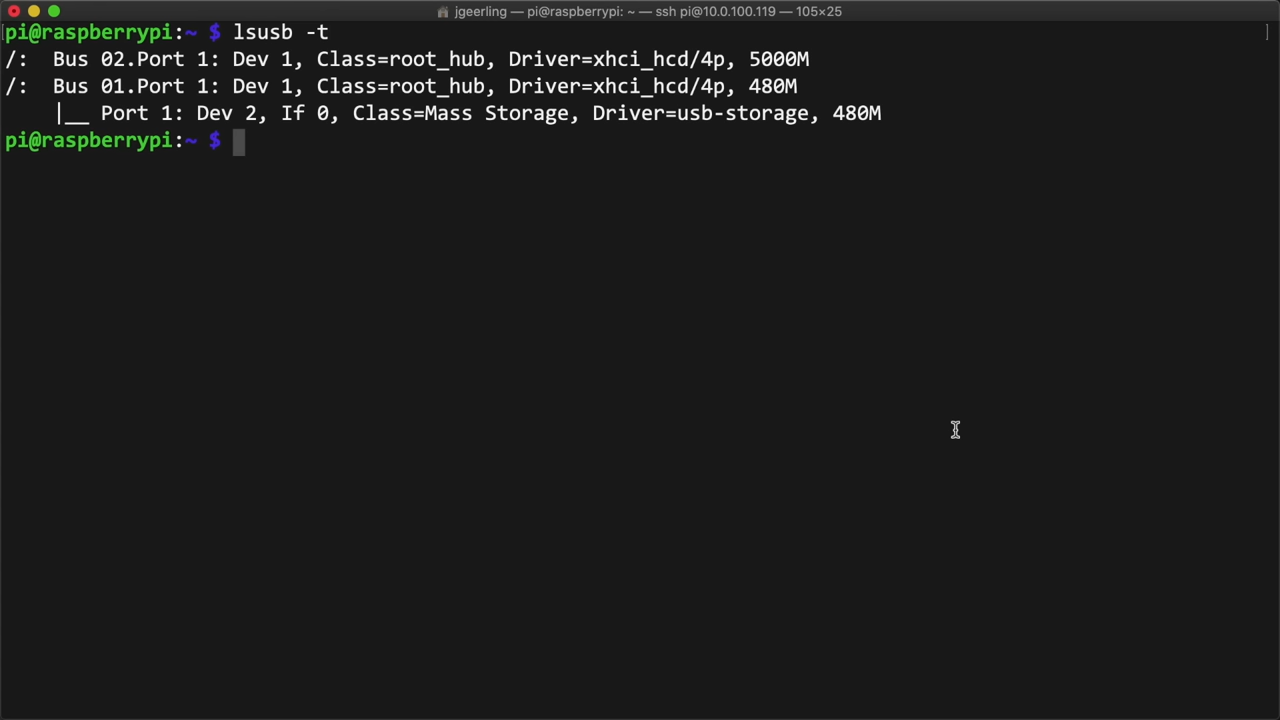 jgeerling — pi@raspberrypi: ~ — ssh pi@10.0.100.119 — 105×25
pi@raspberrypi:~ $ lsusb -t
/:  Bus 02.Port 1: Dev 1, Class=root_hub, Driver=xhci_hcd/4p, 5000M
/:  Bus 01.Port 1: Dev 1, Class=root_hub, Driver=xhci_hcd/4p, 480M
    |__ Port 1: Dev 2, If 0, Class=Mass Storage, Driver=usb-storage, 480M
pi@raspberrypi:~ $